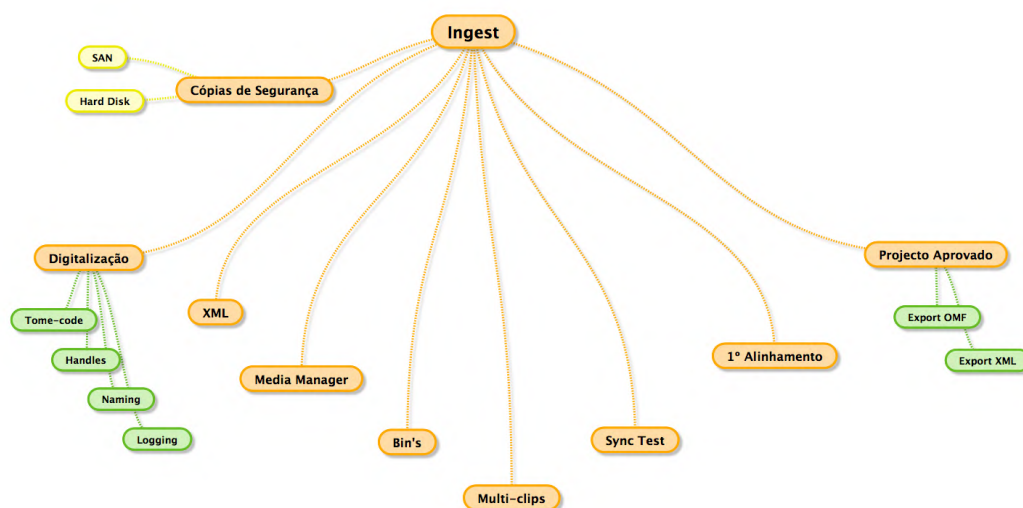 Ingest
SAN
Cópias de Segurança
Hard Disk
Digitalização
Projecto Aprovado
XML
Tome-code
Export OMF
Handles
1º Alinhamento
Export XML
Media Manager
Naming
Logging
Bin's
Sync Test
Multi-clips